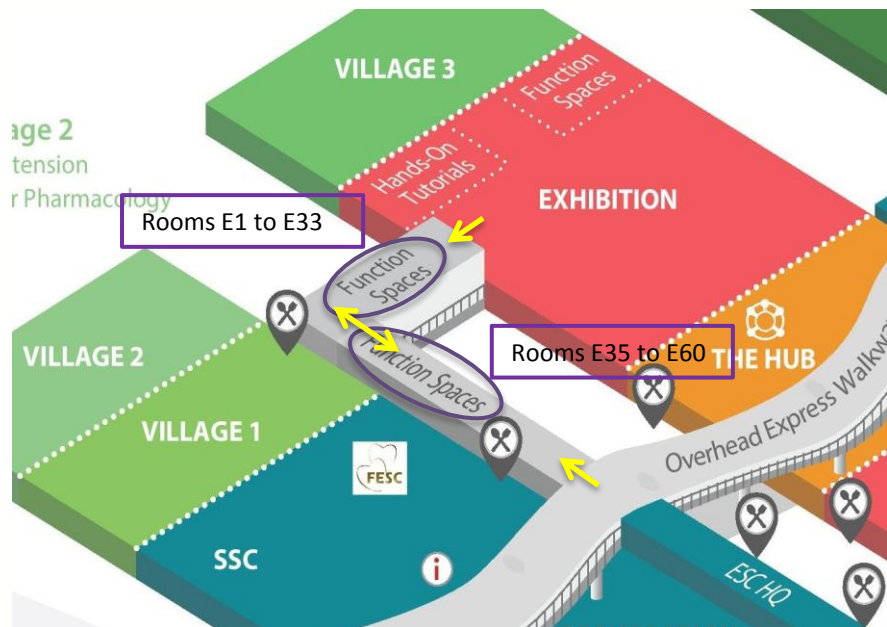 VILLAGE 3
Function
Spaces
Hands-On
Tutorials
age 2
tension
r Pharmacology
EXHIBITION
Rooms E1 to E33
Function
Spaces
VILLAGE 2
Function Spaces
Rooms E35 to E60
THE HUB
VILLAGE 1
Overhead Express Walkwa
FESC
SSC
i
ESC HQ